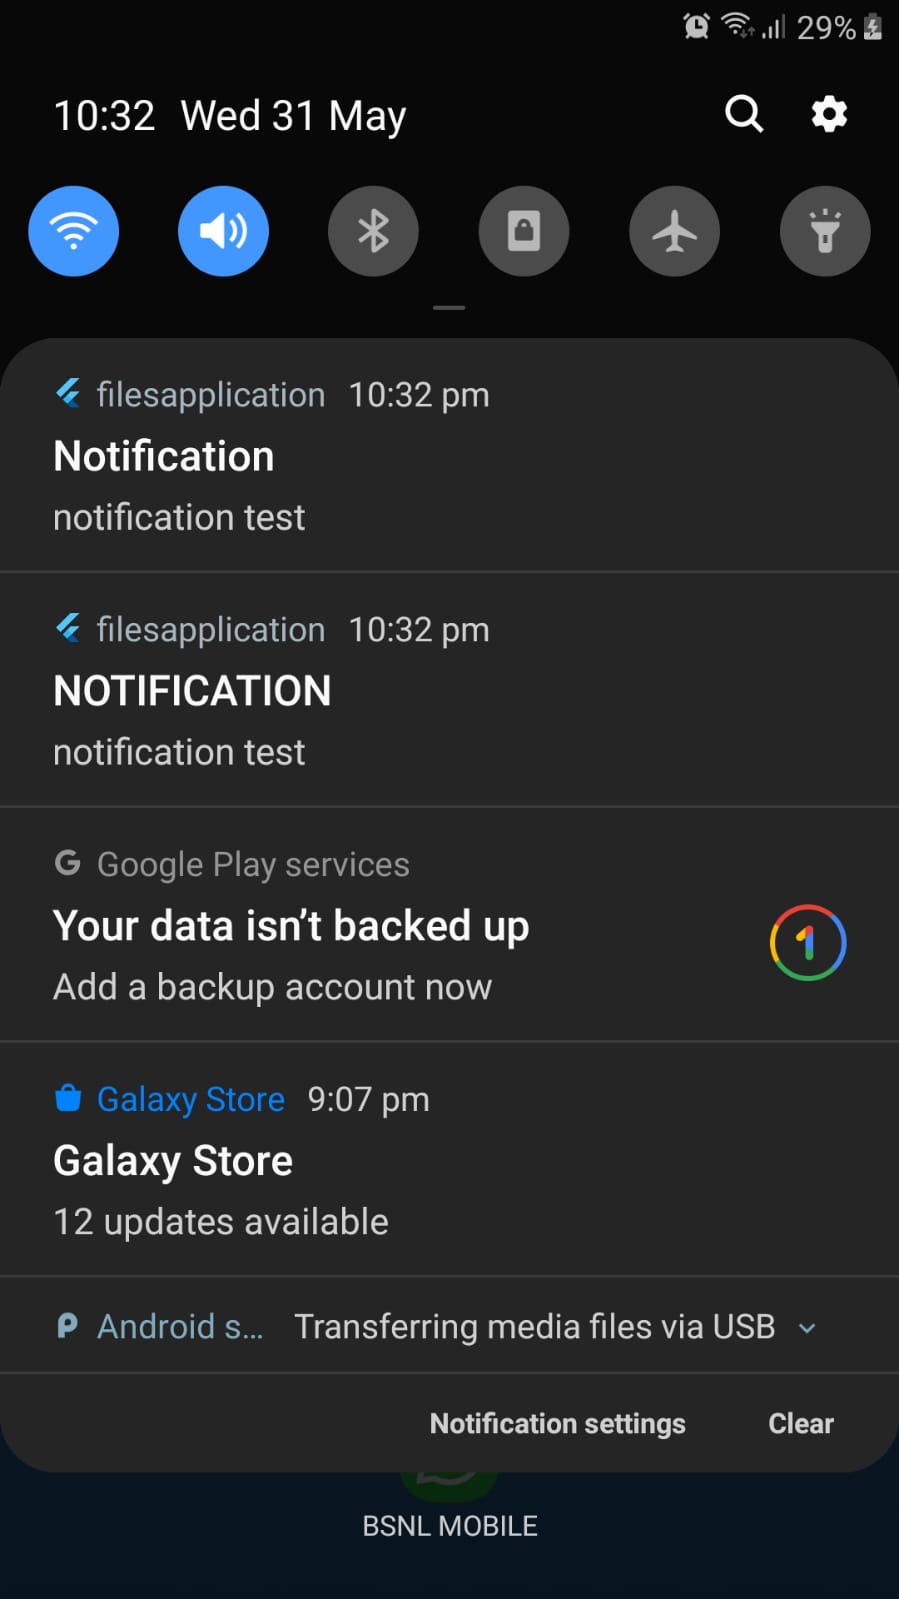 29%
10:32 Wed 31 May
filesapplication 10:32 pm
Notification
notification test
filesapplication 10:32 pm
NOTIFICATION
notification test
G Google Play services
Your data isn’t backed up
Add a backup account now
1
Galaxy Store 9:07 pm
Galaxy Store
12 updates available
Android s... Transferring media files via USB
Notification settings Clear
BSNL MOBILE